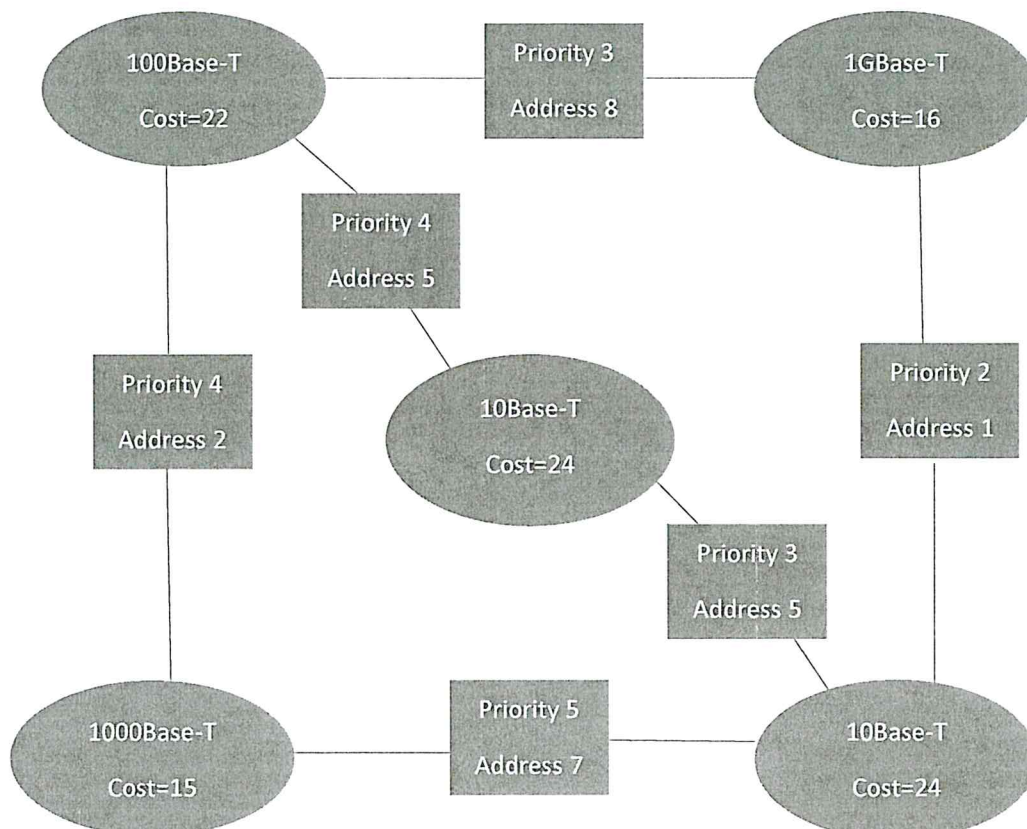 100Base-T
Cost=22
Priority 3
Address 8
1GBase-T
Cost=16
Priority 4
Address 5
Priority 4
Address 2
10Base-T
Cost=24
Priority 2
Address 1
Priority 3
Address 5
1000Base-T
Cost=15
Priority 5
Address 7
10Base-T
Cost=24